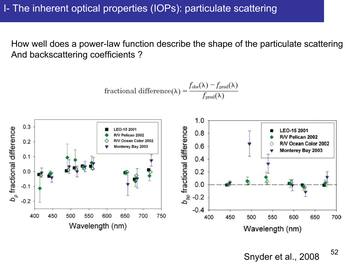 I- The inherent optical properties (IOPs): particulate scattering
How well does a power-law function describe the shape of the particulate scattering
And backscattering coefficients ?
fractional difference(λ) = f_obs(λ) − f_pred(λ) / f_pred(λ)
b_p fractional difference
0.3
0.2
0.1
0.0
-0.1
-0.2
LEO-15 2001
R/V Pelican 2002
R/V Ocean Color 2002
Monterey Bay 2003
400 450 500 550 600 650 700 750
Wavelength (nm)
b_bp fractional difference
1.0
0.8
0.6
0.4
0.2
0.0
-0.2
-0.4
LEO-15 2001
R/V Pelican 2002
R/V Ocean Color 2002
Monterey Bay 2003
400 450 500 550 600 650 700
Wavelength (nm)
Snyder et al., 2008
52